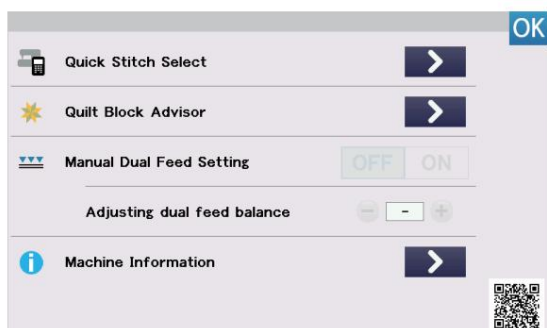 OK
Quick Stitch Select
Quilt Block Advisor
Manual Dual Feed Setting OFF ON
Adjusting dual feed balance - - +
Machine Information